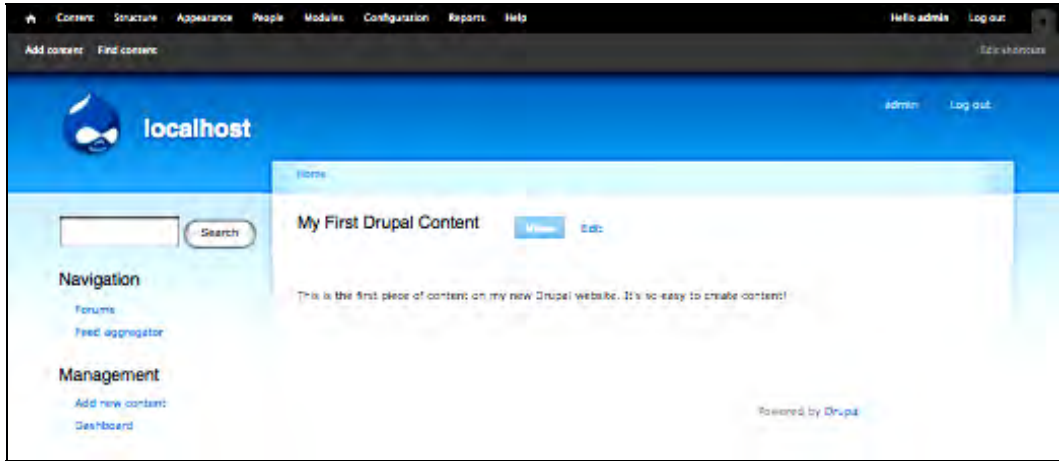 Content Structure Appearance People Modules Configuration Reports Help Hello admin Log out
Add content Find content Edit shortcuts
admin Log out
localhost
Home
My First Drupal Content View Edit
Search
Navigation
This is the first piece of content on my new Drupal website. It's so easy to create content!
Forums
Feed aggregator
Management
Add new content
Powered by Drupal
Dashboard